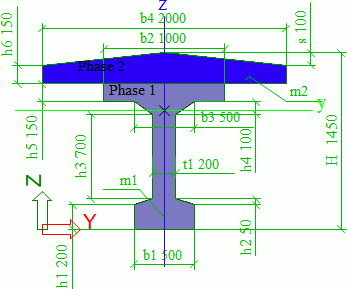 Z
b4 2000
b2 1000
h6 150
s 100
Phase 2
Phase 1
m2
y
h5 150
b3 500
h3 700
t1 200
h4 100
H 1450
m1
Z
Y
b1 500
h1 200
h2 50